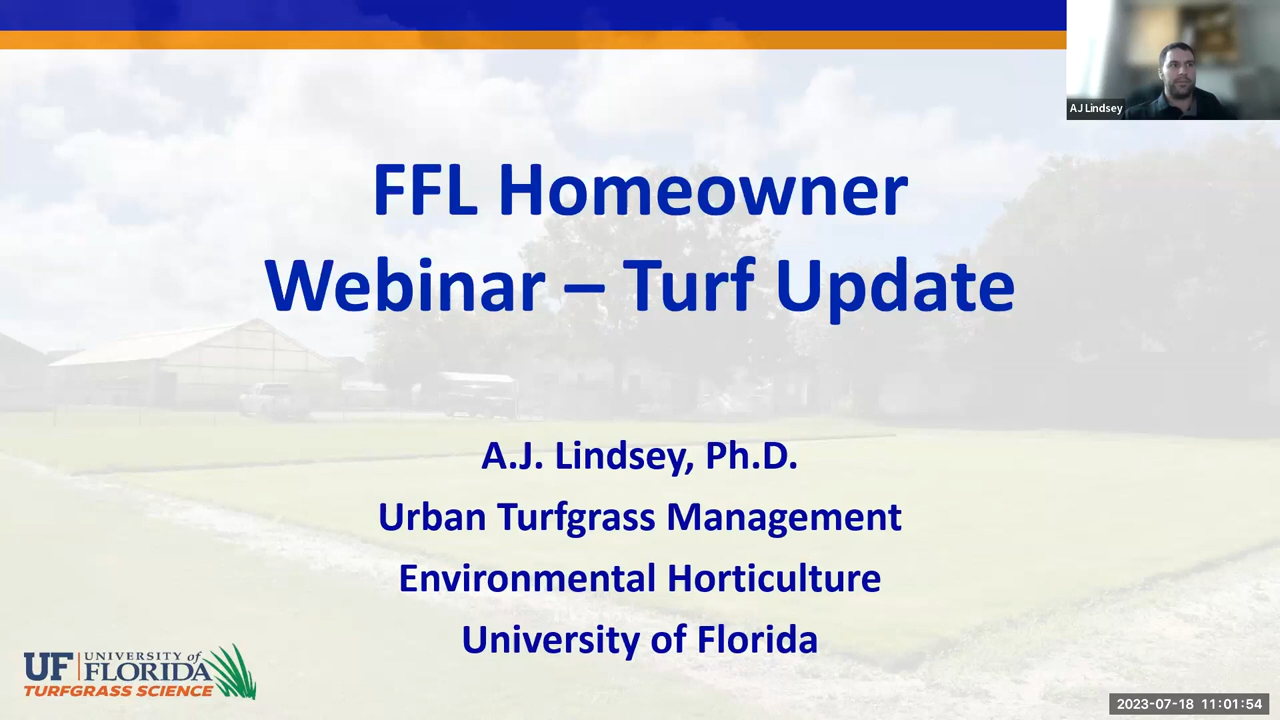 AJ Lindsey
FFL Homeowner
Webinar – Turf Update
A.J. Lindsey, Ph.D.
Urban Turfgrass Management
Environmental Horticulture
University of Florida
UF | UNIVERSITY of
FLORIDA
TURFGRASS SCIENCE
2023-07-18 11:01:54